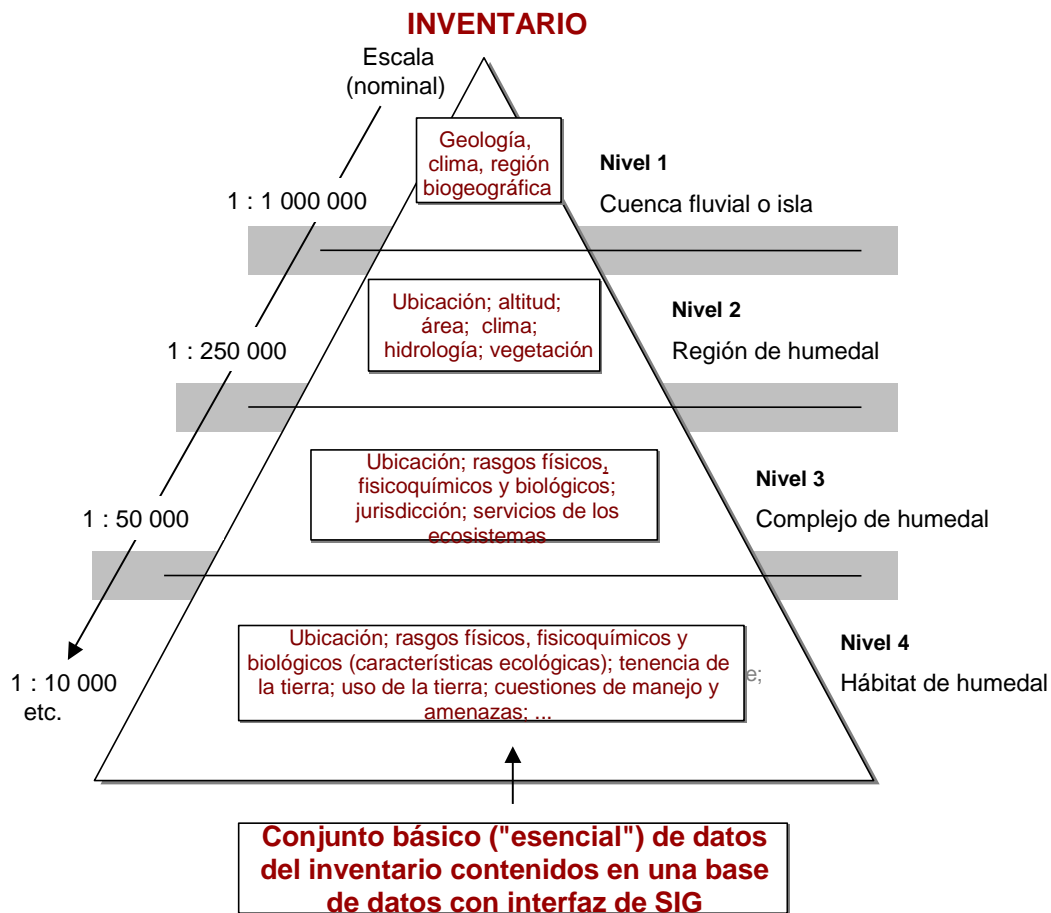 INVENTARIO
Escala
(nominal)
Geología,
clima, región
biogeográfica
Nivel 1
1 : 1 000 000
Cuenca fluvial o isla
Ubicación; altitud;
área; clima;
hidrología; vegetación
Nivel 2
1 : 250 000
Región de humedal
Ubicación; rasgos físicos,
fisicoquímicos y biológicos;
jurisdicción; servicios de los
ecosistemas
Nivel 3
1 : 50 000
Complejo de humedal
Ubicación; rasgos físicos, fisicoquímicos y
biológicos (características ecológicas); tenencia de
la tierra; uso de la tierra; cuestiones de manejo y
amenazas; ...
e;
Nivel 4
1 : 10 000
etc.
Hábitat de humedal
Conjunto básico ("esencial") de datos
del inventario contenidos en una base
de datos con interfaz de SIG